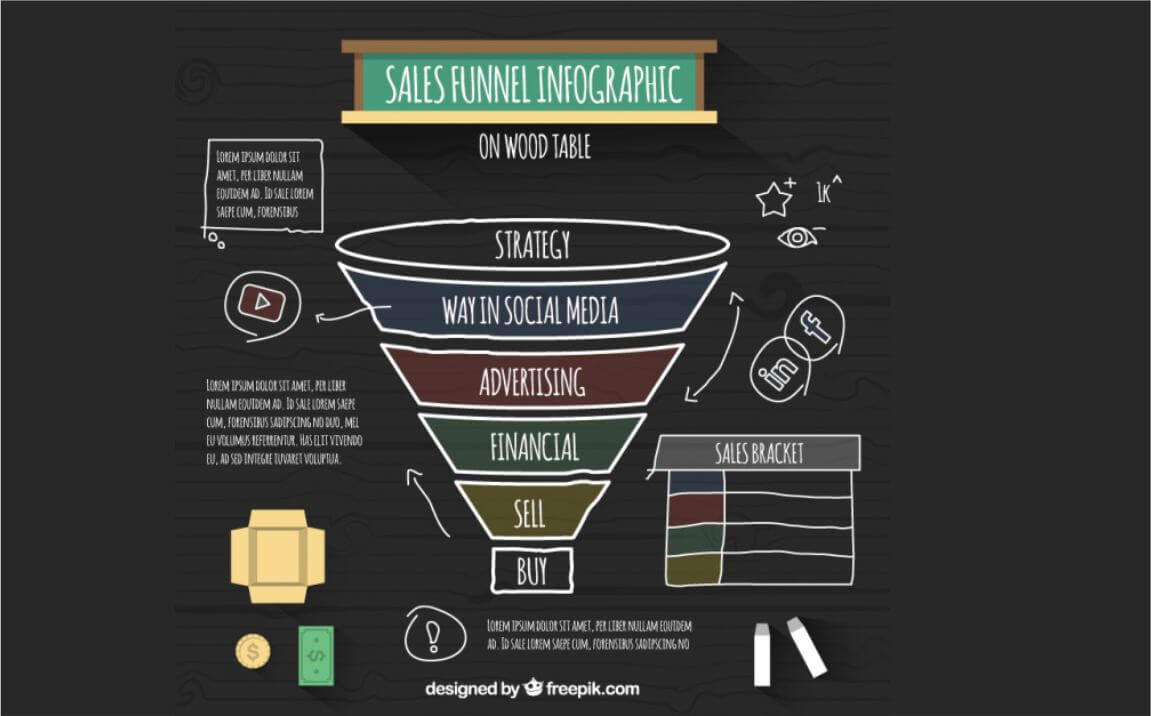 SALES FUNNEL INFOGRAPHIC
ON WOOD TABLE
LOREM IPSUM DOLOR SIT
AMET, PER LIBER NULLAM
EQUIDEM AD. ID SALE LOREM
SAEPE CUM, FORENSIBUS
1K^
STRATEGY
WAY IN SOCIAL MEDIA
f
in
ADVERTISING
LOREM IPSUM DOLOR SIT AMET, PER LIBER
NULLAM EQUIDEM AD. ID SALE LOREM SAEPE
CUM, FORENSIBUS SADIPSCING NO DUO, MEL
EU VOLUMUS REFERRENTUR. HAS ELIT VIVENDO
EU, AD SED INTEGRE IUVARET VOLUPTUA.
FINANCIAL
SALES BRACKET
SELL
BUY
!
LOREM IPSUM DOLOR SIT AMET, PER LIBER NULLAM EQUIDEM
AD. ID SALE LOREM SAEPE CUM, FORENSIBUS SADIPSCING NO
$
$
designed by freepik.com